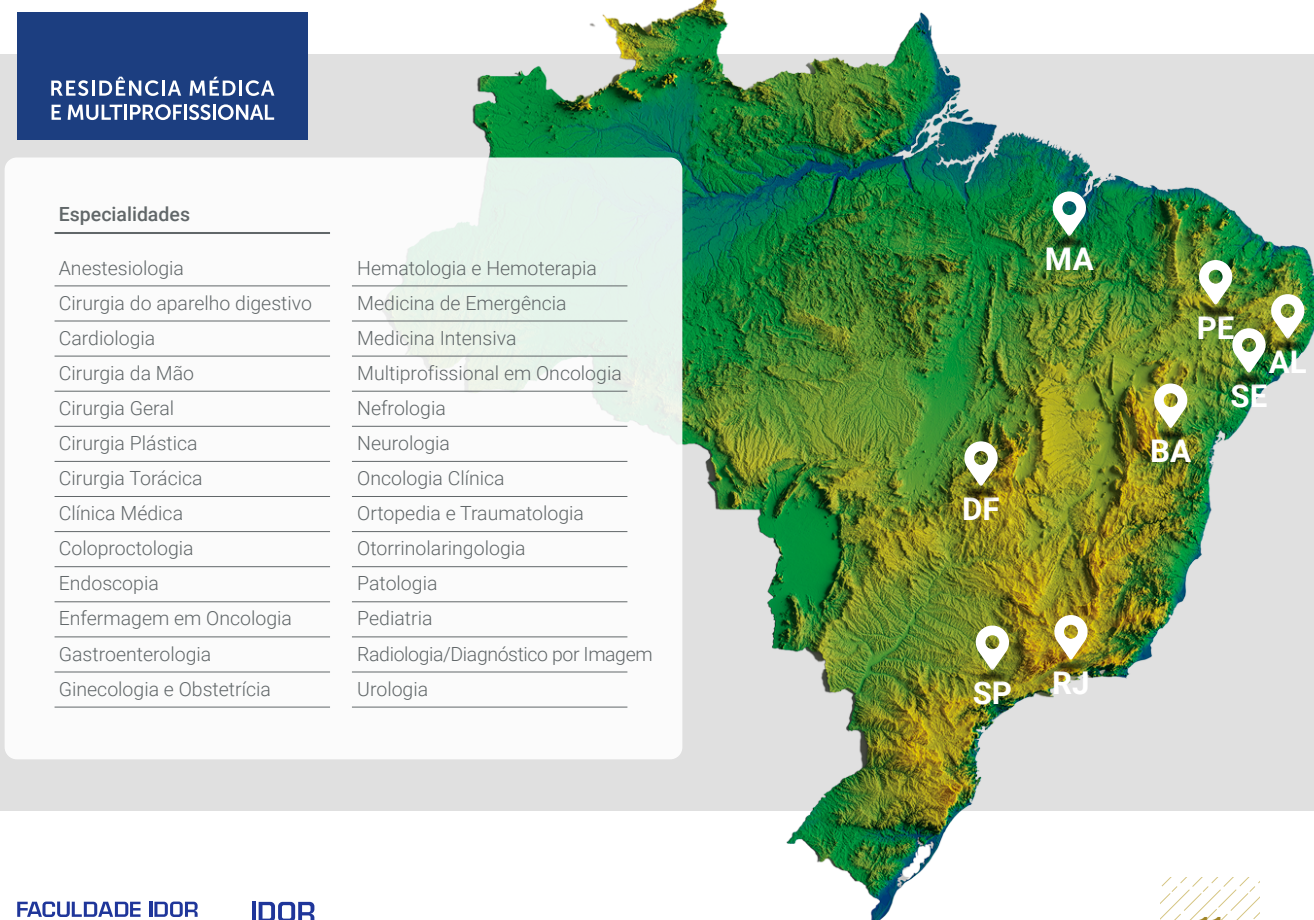 RESIDÊNCIA MÉDICA
E MULTIPROFISSIONAL
Especialidades
Anestesiologia
Cirurgia do aparelho digestivo
Cardiologia
Cirurgia da Mão
Cirurgia Geral
Cirurgia Plástica
Cirurgia Torácica
Clínica Médica
Coloproctologia
Endoscopia
Enfermagem em Oncologia
Gastroenterologia
Ginecologia e Obstetrícia
Hematologia e Hemoterapia
Medicina de Emergência
Medicina Intensiva
Multiprofissional em Oncologia
Nefrologia
Neurologia
Oncologia Clínica
Ortopedia e Traumatologia
Otorrinolaringologia
Patologia
Pediatria
Radiologia/Diagnóstico por Imagem
Urologia
MA
PE
AL
SE
BA
DF
SP
RJ
FACULDADE IDOR
IDOR